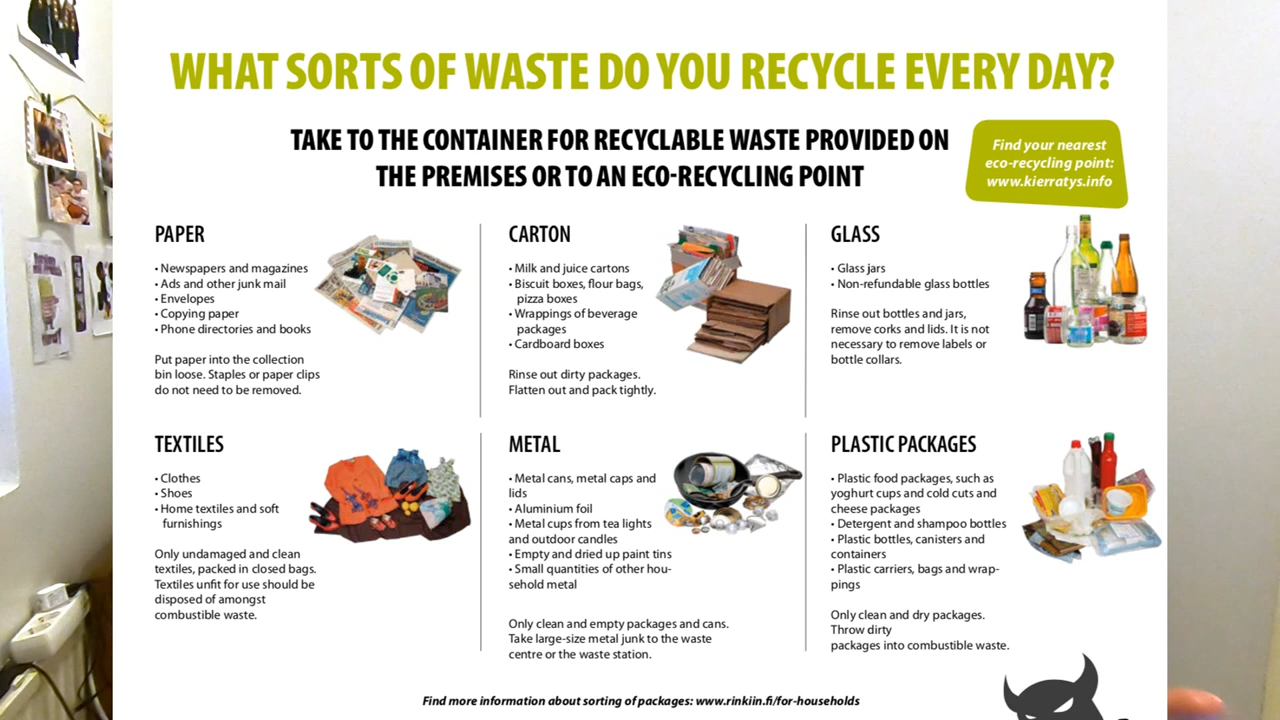 WHAT SORTS OF WASTE DO YOU RECYCLE EVERY DAY?
TAKE TO THE CONTAINER FOR RECYCLABLE WASTE PROVIDED ON
THE PREMISES OR TO AN ECO-RECYCLING POINT
Find your nearest
eco-recycling point:
www.kierratys.info
PAPER
• Newspapers and magazines
• Ads and other junk mail
• Envelopes
• Copying paper
• Phone directories and books
Put paper into the collection
bin loose. Staples or paper clips
do not need to be removed.
CARTON
• Milk and juice cartons
• Biscuit boxes, flour bags,
pizza boxes
• Wrappings of beverage
packages
• Cardboard boxes
Rinse out dirty packages.
Flatten out and pack tightly.
GLASS
• Glass jars
• Non-refundable glass bottles
Rinse out bottles and jars,
remove corks and lids. It is not
necessary to remove labels or
bottle collars.
TEXTILES
• Clothes
• Shoes
• Home textiles and soft
furnishings
Only undamaged and clean
textiles, packed in closed bags.
Textiles unfit for use should be
disposed of amongst
combustible waste.
METAL
• Metal cans, metal caps and
lids
• Aluminium foil
• Metal cups from tea lights
and outdoor candles
• Empty and dried up paint tins
• Small quantities of other hou-
sehold metal
Only clean and empty packages and cans.
Take large-size metal junk to the waste
centre or the waste station.
PLASTIC PACKAGES
• Plastic food packages, such as
yoghurt cups and cold cuts and
cheese packages
• Detergent and shampoo bottles
• Plastic bottles, canisters and
containers
• Plastic carriers, bags and wrap-
pings
Only clean and dry packages.
Throw dirty
packages into combustible waste.
Find more information about sorting of packages: www.rinkiin.fi/for-households